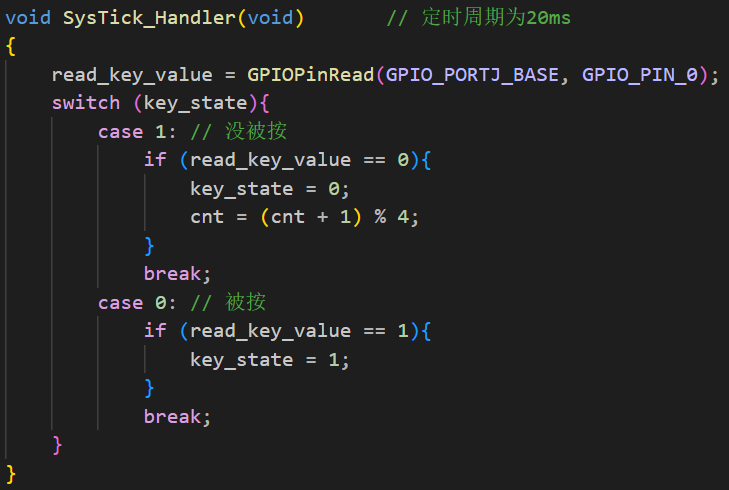 void SysTick_Handler(void)        // 定时周期为20ms
{
    read_key_value = GPIOPinRead(GPIO_PORTJ_BASE, GPIO_PIN_0);
    switch (key_state){
        case 1: // 没被按
            if (read_key_value == 0){
                key_state = 0;
                cnt = (cnt + 1) % 4;
            }
            break;
        case 0: // 被按
            if (read_key_value == 1){
                key_state = 1;
            }
            break;
    }
}